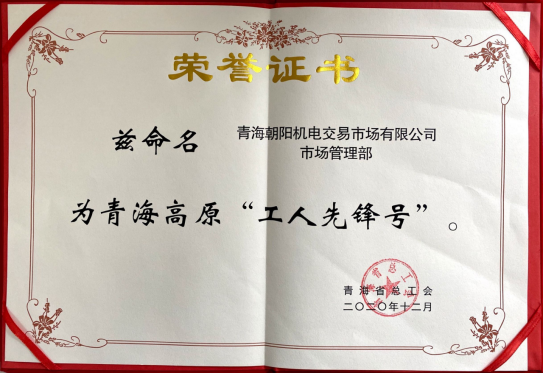 荣誉证书
兹命名 青海朝阳机电交易市场有限公司
市场管理部
为青海高原“工人先锋号”。
青海省总工会
二〇二〇年十二月